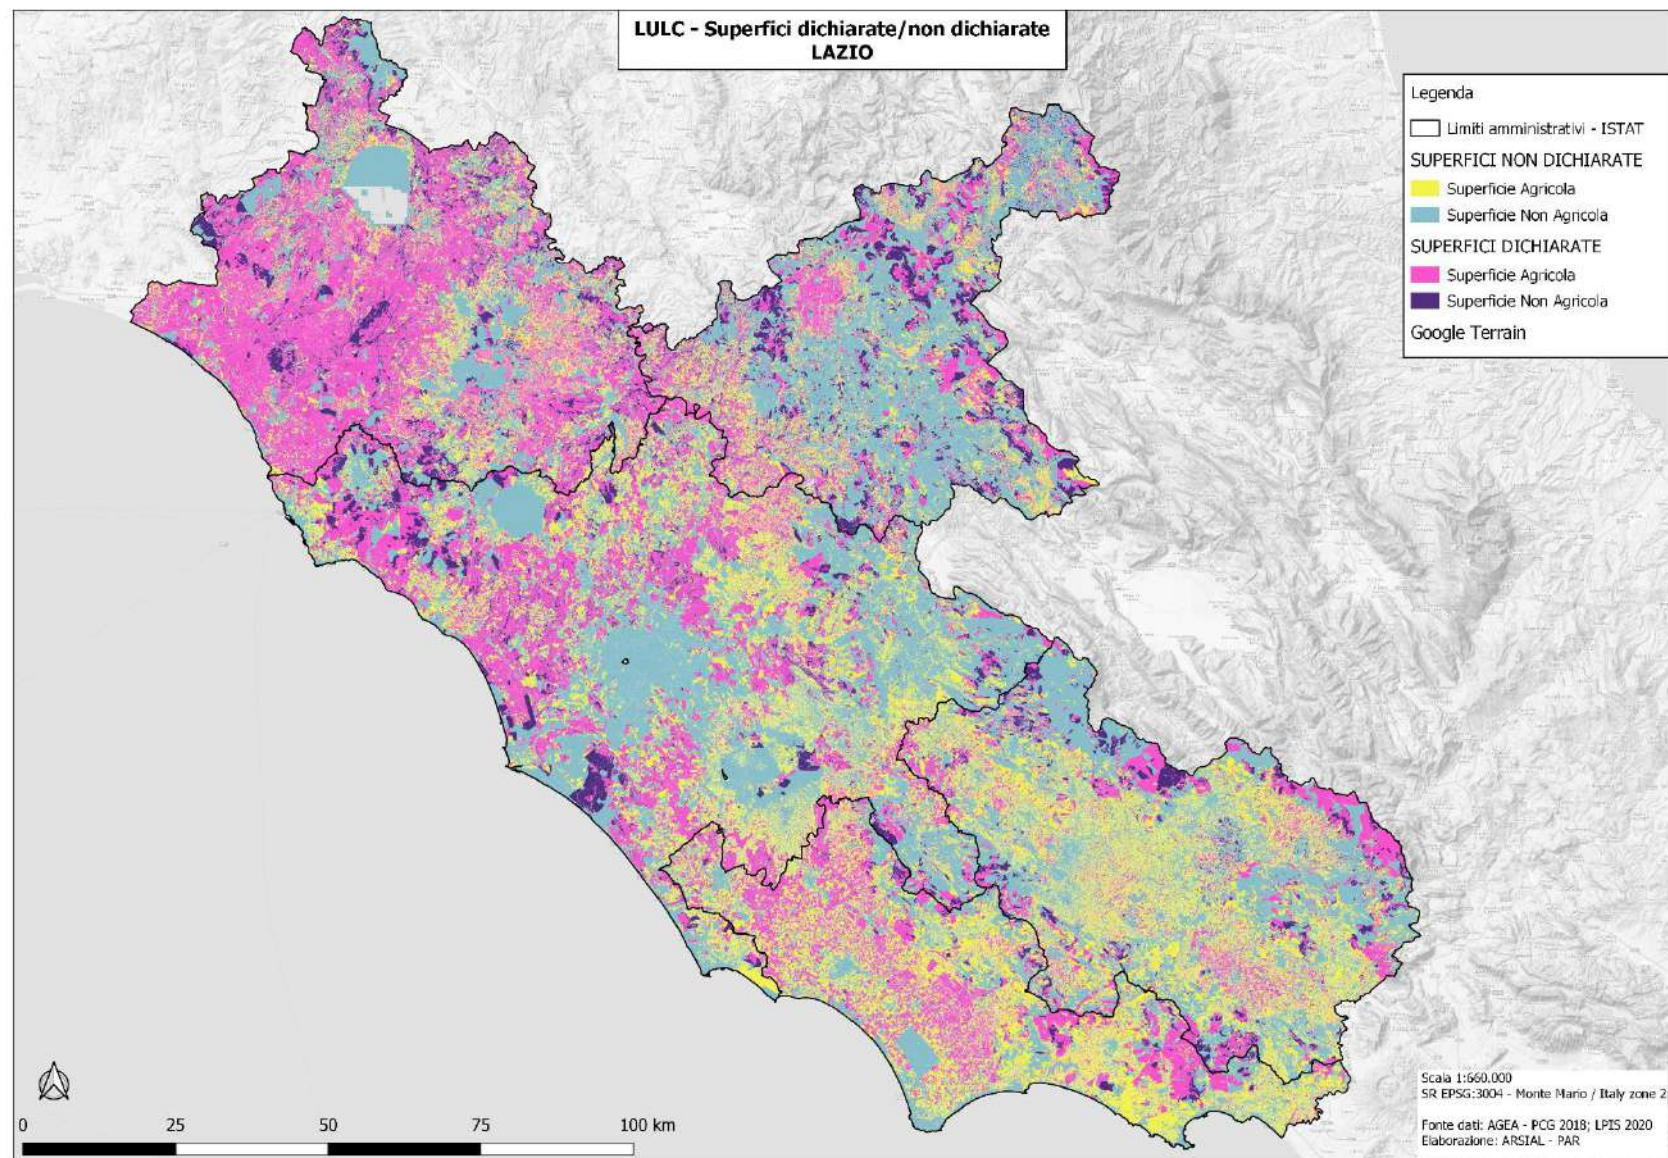 LULC - Superfici dichiarate/non dichiarate
LAZIO
Legenda
Limiti amministrativi - ISTAT
SUPERFICI NON DICHIARATE
Superficie Agricola
Superficie Non Agricola
SUPERFICI DICHIARATE
Superficie Agricola
Superficie Non Agricola
Google Terrain
Scala 1:660.000
SR EPSG:3004 - Monte Mario / Italy zone 2
Fonte dati: AGEA - PCG 2018; LPIS 2020
Elaborazione: ARSIAL - PAR
0 25 50 75 100 km